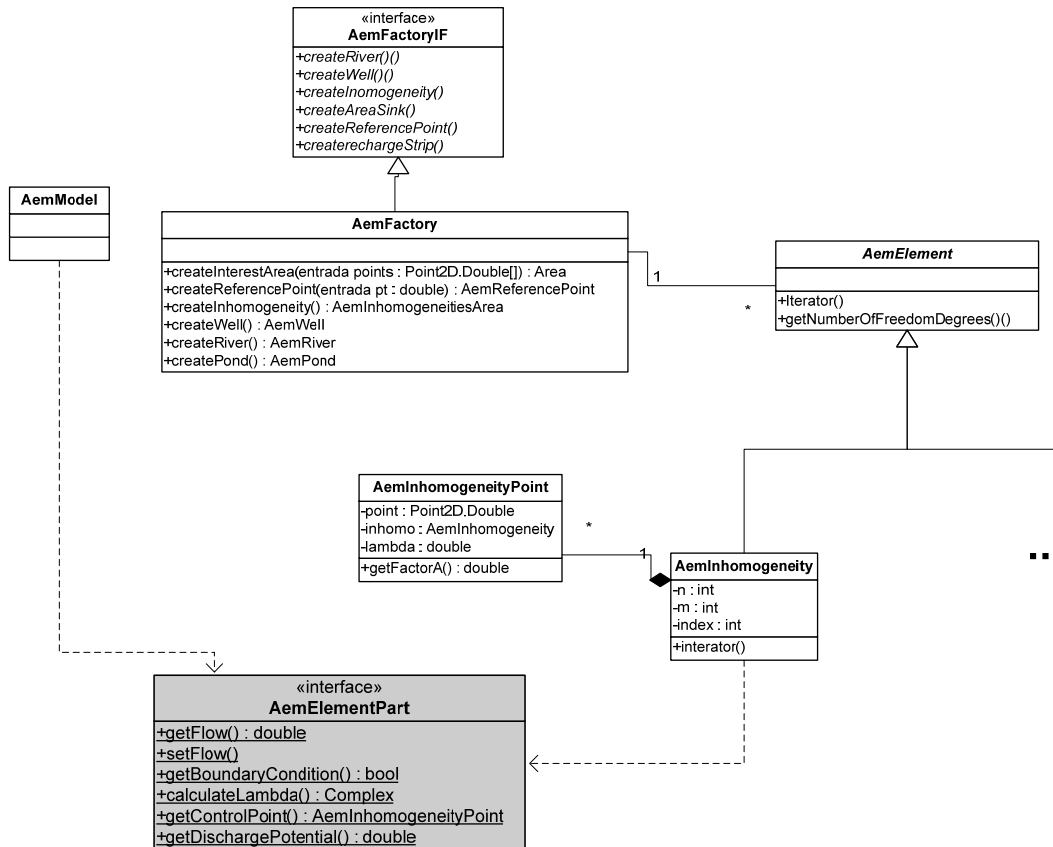 «interface»
AemFactoryIF
+createRiver()()
+createWell()()
+createInomogeneity()
+createAreaSink()
+createReferencePoint()
+createrechargeStrip()
AemModel
AemFactory
+createInterestArea(entrada points : Point2D.Double[]) : Area
+createReferencePoint(entrada pt : double) : AemReferencePoint
+createInhomogeneity() : AemInhomogeneitiesArea
+createWell() : AemWell
+createRiver() : AemRiver
+createPond() : AemPond
1
*
AemElement
+Iterator()
+getNumberOfFreedomDegrees()()
AemInhomogeneityPoint
-point : Point2D.Double
-inhomo : AemInhomogeneity
-lambda : double
+getFactorA() : double
*
1
AemInhomogeneity
-n : int
-m : int
-index : int
+interator()
«interface»
AemElementPart
+getFlow() : double
+setFlow()
+getBoundaryCondition() : bool
+calculateLambda() : Complex
+getControlPoint() : AemInhomogeneityPoint
+getDischargePotential() : double